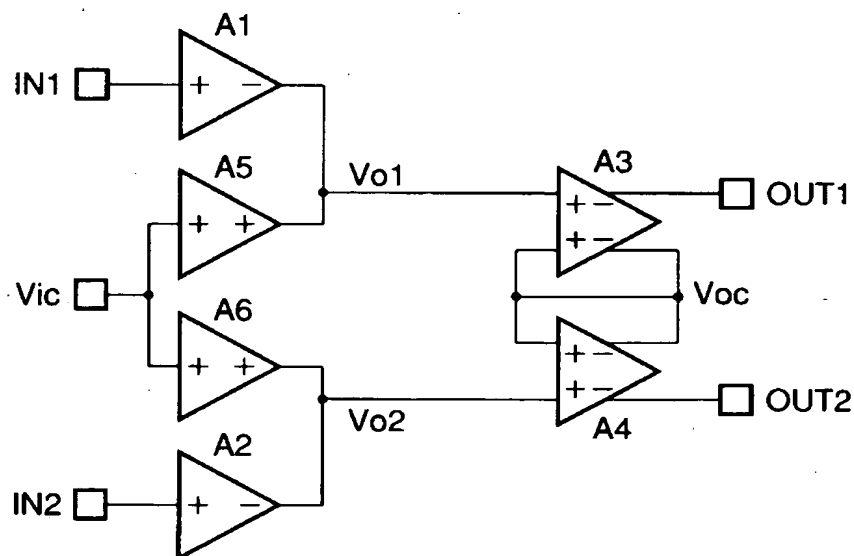 A1
IN1
+ −
A5
Vo1
A3
+ +
+ −
OUT1
+ −
Vic
Voc
A6
+ +
+ −
+ −
OUT2
Vo2
A4
A2
IN2
+ −